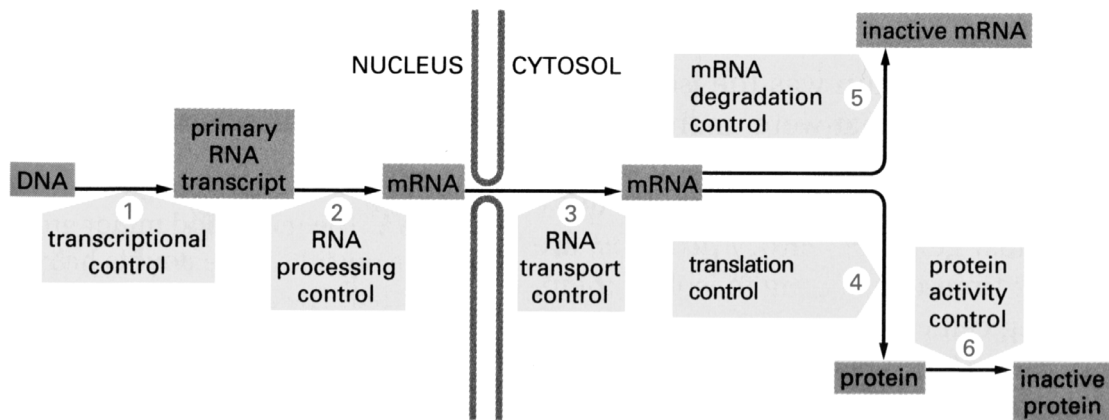 NUCLEUS
CYTOSOL
DNA
primary
RNA
transcript
mRNA
mRNA
inactive mRNA
1
transcriptional
control
2
RNA
processing
control
3
RNA
transport
control
mRNA
degradation
control
5
translation
control
4
protein
activity
control
6
protein
inactive
protein